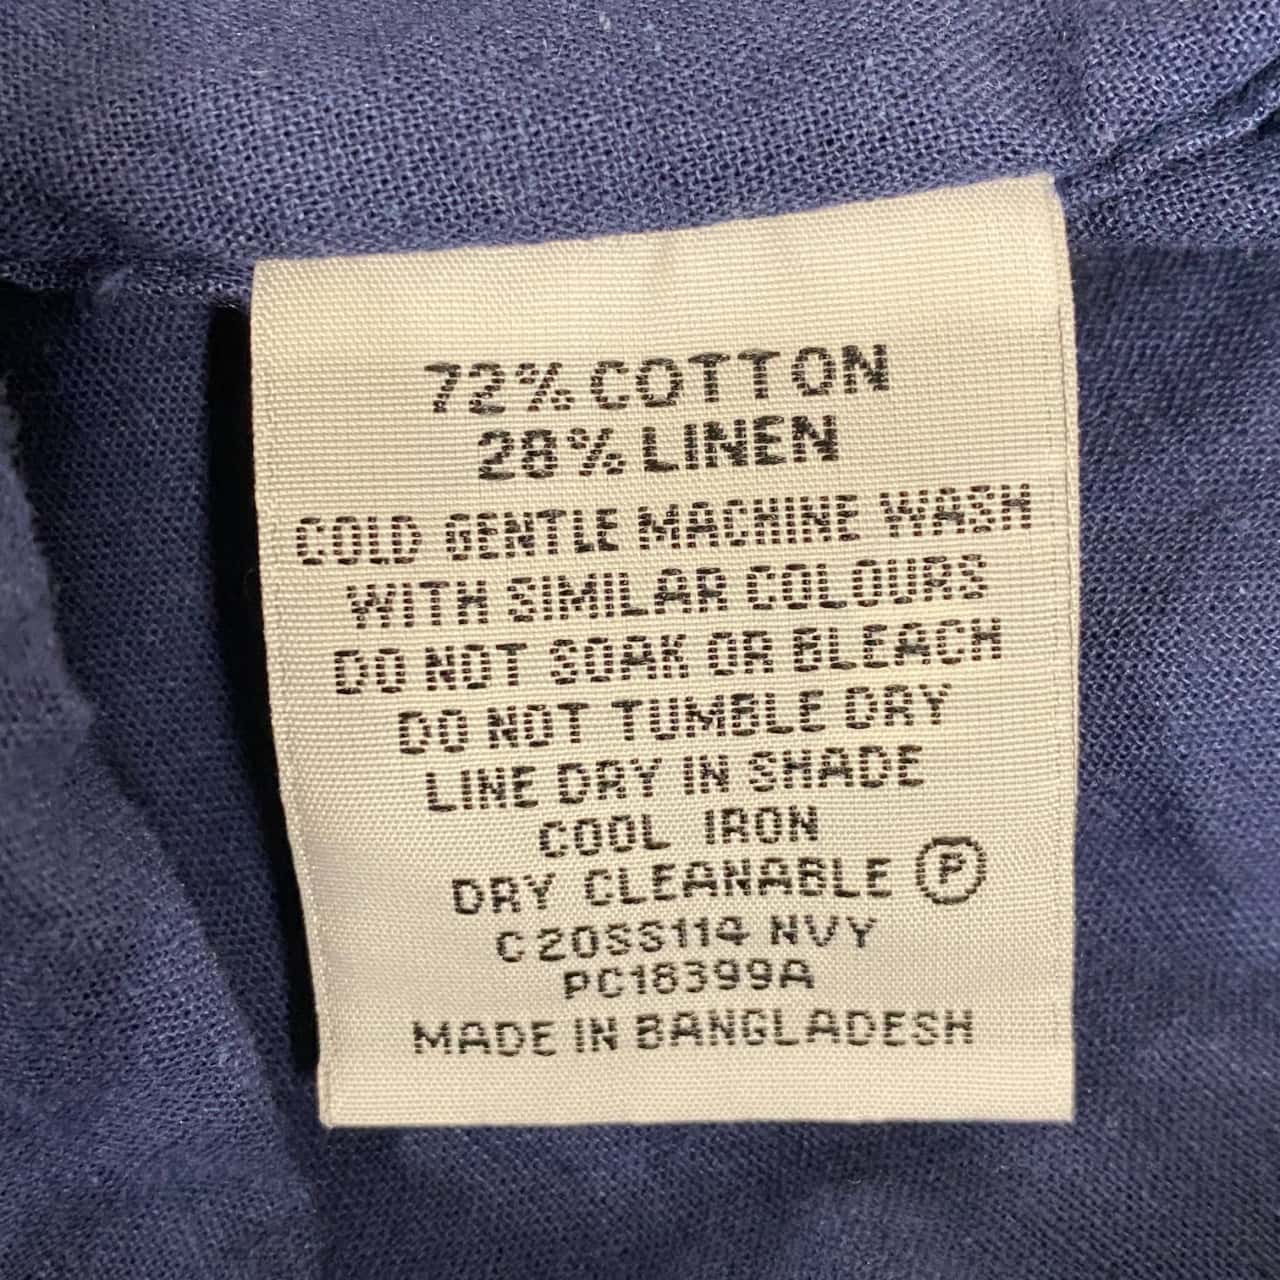 72% COTTON
28% LINEN
COLD GENTLE MACHINE WASH
WITH SIMILAR COLOURS
DO NOT SOAK OR BLEACH
DO NOT TUMBLE DRY
LINE DRY IN SHADE
COOL IRON
DRY CLEANABLE Ⓟ
C20SS114 NVY
PC18399A
MADE IN BANGLADESH